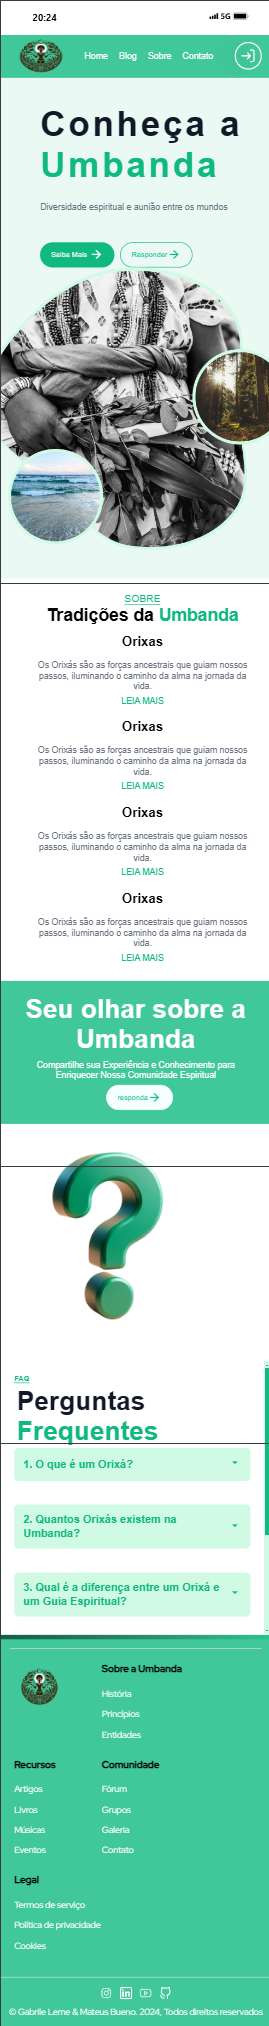 20:24
5G
Home Blog Sobre Contato
Conheça a
Umbanda
Diversidade espiritual e aunião entre os mundos
Saiba Mais
Responder
SOBRE
Tradições da Umbanda
Orixas
Os Orixás são as forças ancestrais que guiam nossos
passos, iluminando o caminho da alma na jornada da
vida.
LEIA MAIS
Orixas
Os Orixás são as forças ancestrais que guiam nossos
passos, iluminando o caminho da alma na jornada da
vida.
LEIA MAIS
Orixas
Os Orixás são as forças ancestrais que guiam nossos
passos, iluminando o caminho da alma na jornada da
vida.
LEIA MAIS
Orixas
Os Orixás são as forças ancestrais que guiam nossos
passos, iluminando o caminho da alma na jornada da
vida.
LEIA MAIS
Seu olhar sobre a
Umbanda
Compartilhe sua Experiência e Conhecimento para
Enriquecer Nossa Comunidade Espiritual
responda
FAQ
Perguntas
Frequentes
1. O que é um Orixá?
2. Quantos Orixás existem na
Umbanda?
3. Qual é a diferença entre um Orixá e
um Guia Espiritual?
Sobre a Umbanda
História
Princípios
Entidades
Recursos
Artigos
Livros
Músicas
Eventos
Comunidade
Fórum
Grupos
Galeria
Contato
Legal
Termos de serviço
Política de privacidade
Cookies
© Gabrile Leme & Mateus Bueno. 2024, Todos direitos reservados